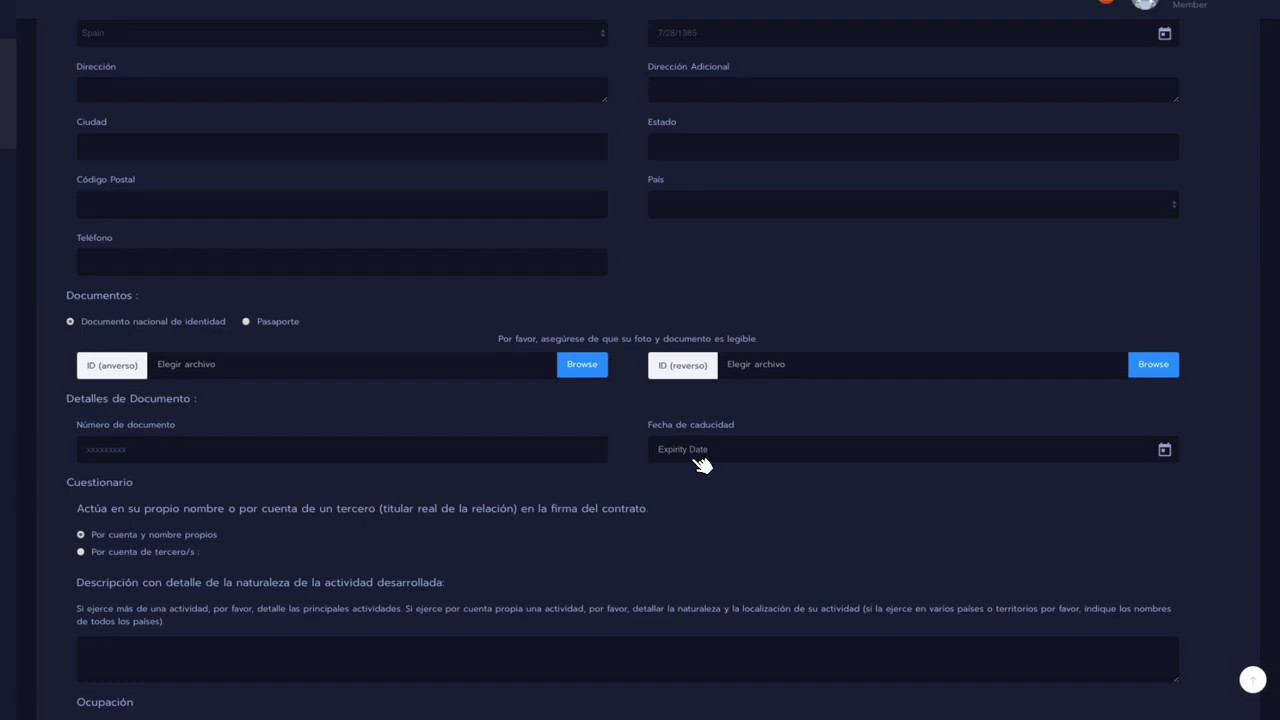 Member
Spain
7/28/1985
Dirección
Dirección Adicional
Ciudad
Estado
Código Postal
País
Teléfono
Documentos :
Documento nacional de identidad
Pasaporte
Por favor, asegúrese de que su foto y documento es legible.
ID (anverso)
Elegir archivo
Browse
ID (reverso)
Elegir archivo
Browse
Detalles de Documento :
Número de documento
Fecha de caducidad
xxxxxxxxx
Expirity Date
Cuestionario
Actúa en su propio nombre o por cuenta de un tercero (titular real de la relación) en la firma del contrato.
Por cuenta y nombre propios
Por cuenta de tercero/s :
Descripción con detalle de la naturaleza de la actividad desarrollada:
Si ejerce más de una actividad, por favor, detalle las principales actividades. Si ejerce por cuenta propia una actividad, por favor, detallar la naturaleza y la localización de su actividad (si la ejerce en varios países o territorios por favor, indique los nombres
de todos los países).
Ocupación